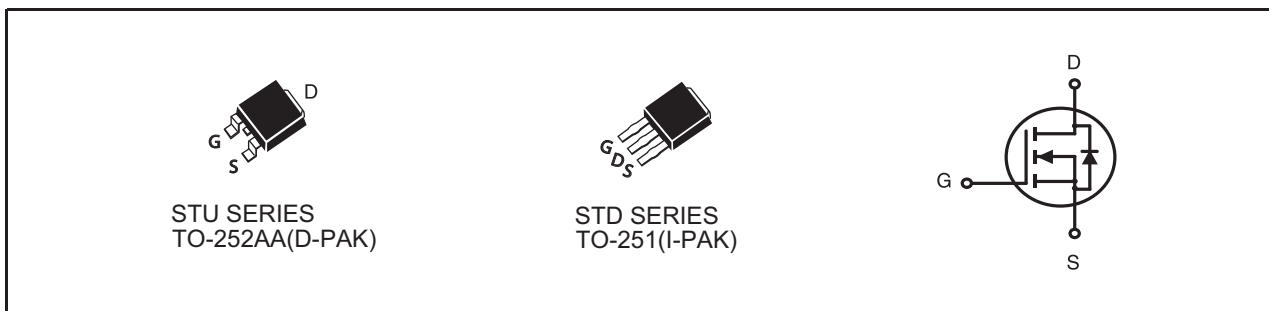 D
G
S
STU SERIES
TO-252AA(D-PAK)
G
D
S
STD SERIES
TO-251(I-PAK)
D
G
S